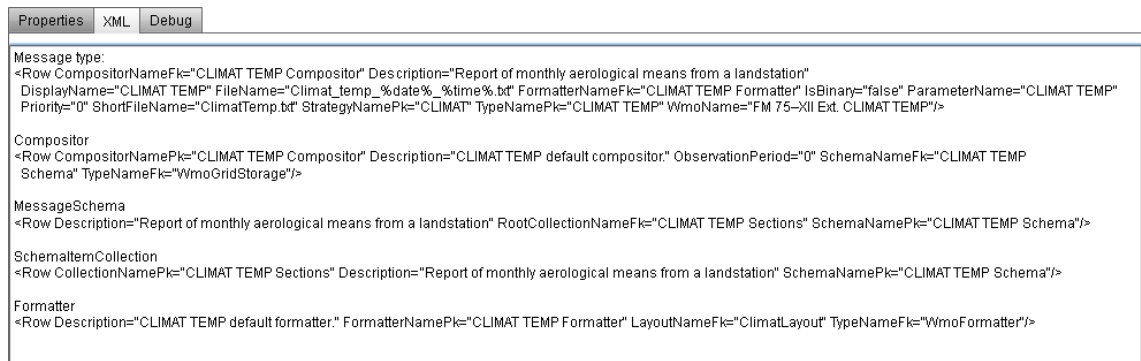 Properties XML Debug
Message type:
<Row CompositorNameFk="CLIMAT TEMP Compositor" Description="Report of monthly aerological means from a landstation"
DisplayName="CLIMAT TEMP" FileName="Climat_temp_%date%_%time%.txt" FormatterNameFk="CLIMAT TEMP Formatter" IsBinary="false" ParameterName="CLIMAT TEMP"
Priority="0" ShortFileName="ClimatTemp.txt" StrategyNamePk="CLIMAT" TypeNamePk="CLIMAT TEMP" WmoName="FM 75–XII Ext. CLIMAT TEMP"/>
Compositor
<Row CompositorNamePk="CLIMAT TEMP Compositor" Description="CLIMAT TEMP default compositor." ObservationPeriod="0" SchemaNameFk="CLIMAT TEMP
Schema" TypeNameFk="WmoGridStorage"/>
MessageSchema
<Row Description="Report of monthly aerological means from a landstation" RootCollectionNameFk="CLIMAT TEMP Sections" SchemaNamePk="CLIMAT TEMP Schema"/>
SchemaItemCollection
<Row CollectionNamePk="CLIMAT TEMP Sections" Description="Report of monthly aerological means from a landstation" SchemaNamePk="CLIMAT TEMP Schema"/>
Formatter
<Row Description="CLIMAT TEMP default formatter." FormatterNamePk="CLIMAT TEMP Formatter" LayoutNameFk="ClimatLayout" TypeNameFk="WmoFormatter"/>